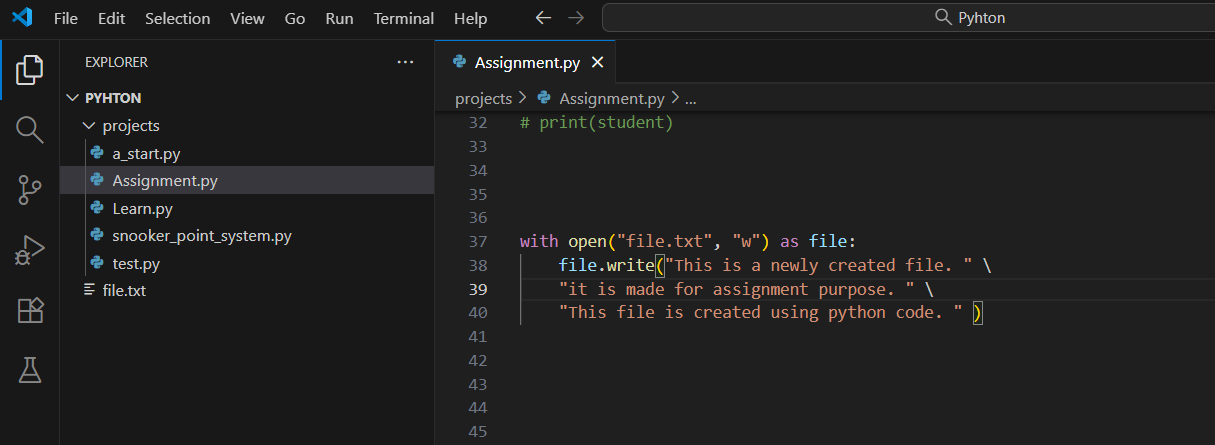 File Edit Selection View Go Run Terminal Help ← → Pyhton
EXPLORER ...
PYHTON
projects
a_start.py
Assignment.py
Learn.py
snooker_point_system.py
test.py
file.txt
Assignment.py ×
projects > Assignment.py > ...
32 # print(student)
33
34
35
36
37 with open("file.txt", "w") as file:
38 file.write("This is a newly created file. " \
39 "it is made for assignment purpose. " \
40 "This file is created using python code. " )
41
42
43
44
45